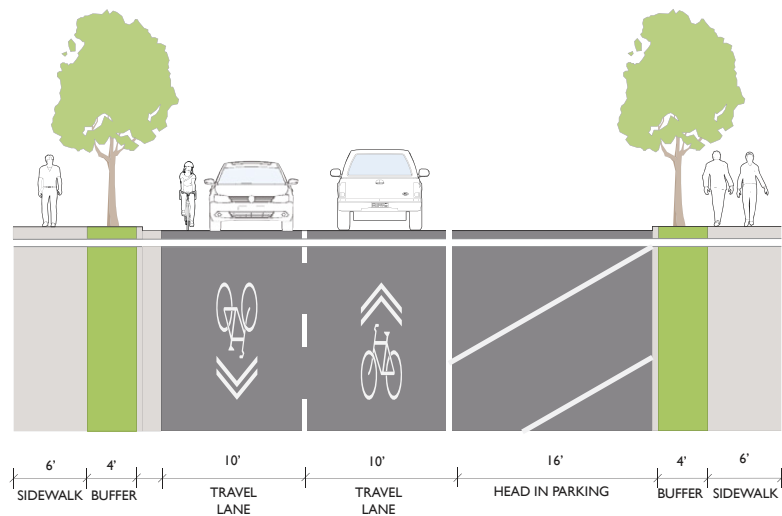 6’ 4’ 10’ 10’ 16’ 4’ 6’
SIDEWALK BUFFER TRAVEL TRAVEL HEAD IN PARKING BUFFER SIDEWALK
LANE LANE